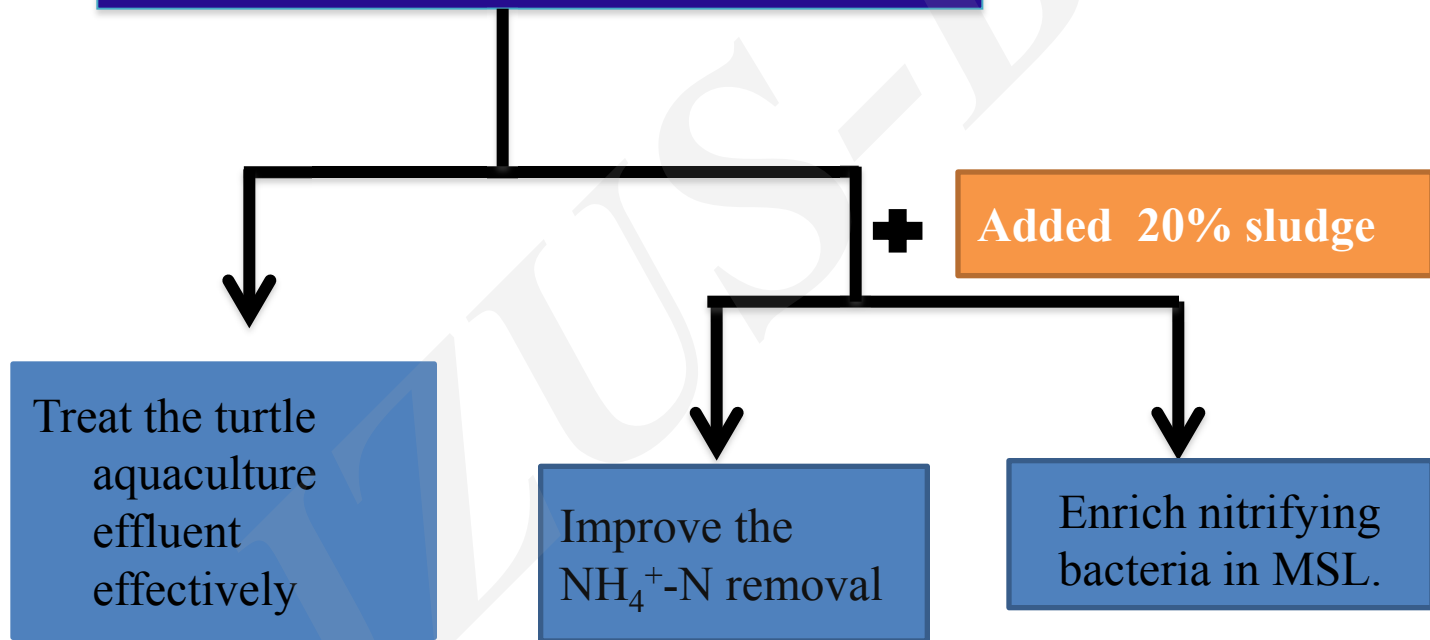 Added 20% sludge
Treat the turtle
aquaculture
effluent
effectively
Improve the
NH₄⁺-N removal
Enrich nitrifying
bacteria in MSL.